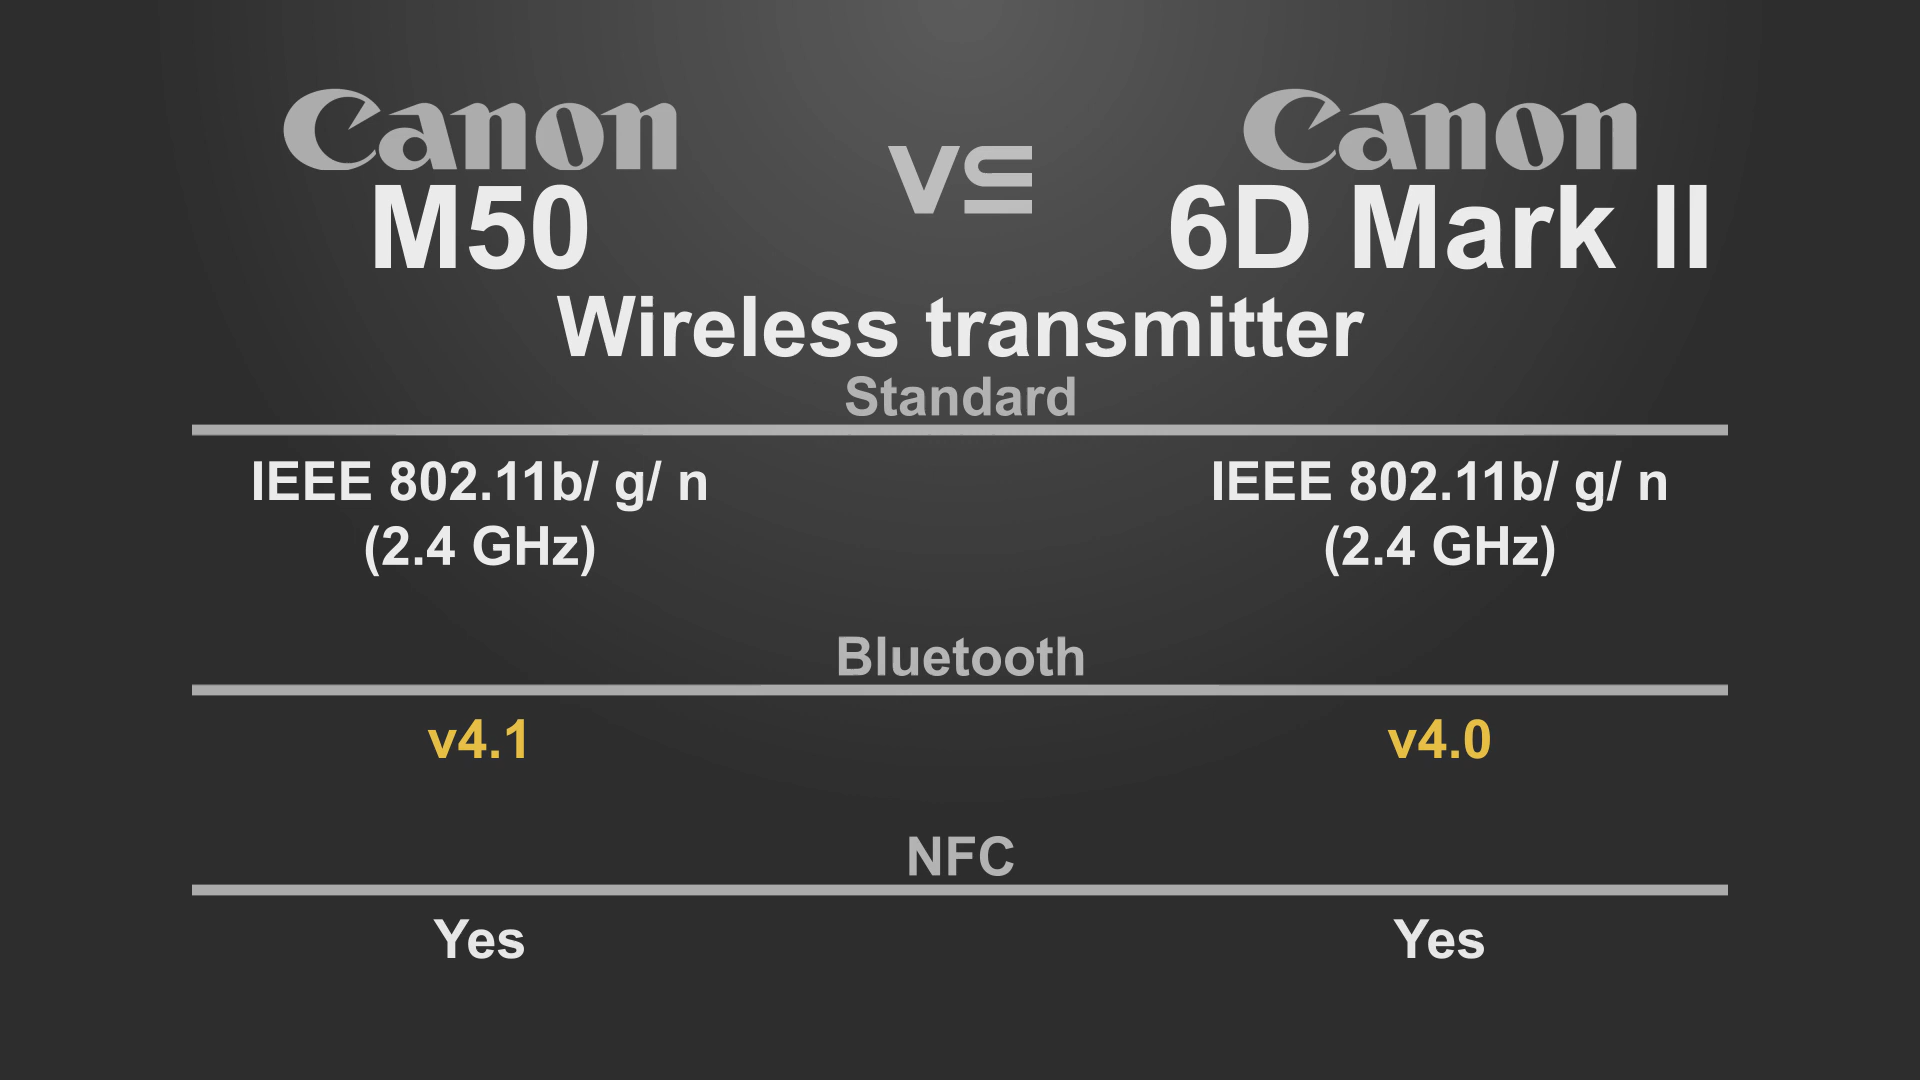 Canon VS Canon
M50 6D Mark II
Wireless transmitter
Standard
IEEE 802.11b/ g/ n IEEE 802.11b/ g/ n
(2.4 GHz) (2.4 GHz)
Bluetooth
v4.1 v4.0
NFC
Yes Yes